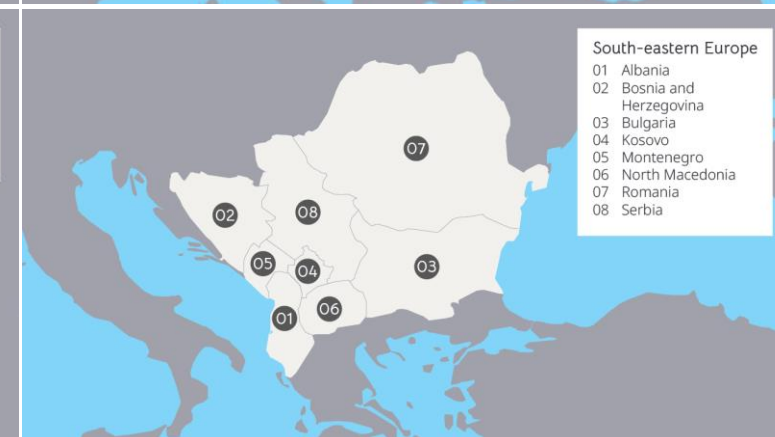 South-eastern Europe
01 Albania
02 Bosnia and
Herzegovina
03 Bulgaria
04 Kosovo
05 Montenegro
06 North Macedonia
07 Romania
08 Serbia
07
02
08
05
04
03
01
06